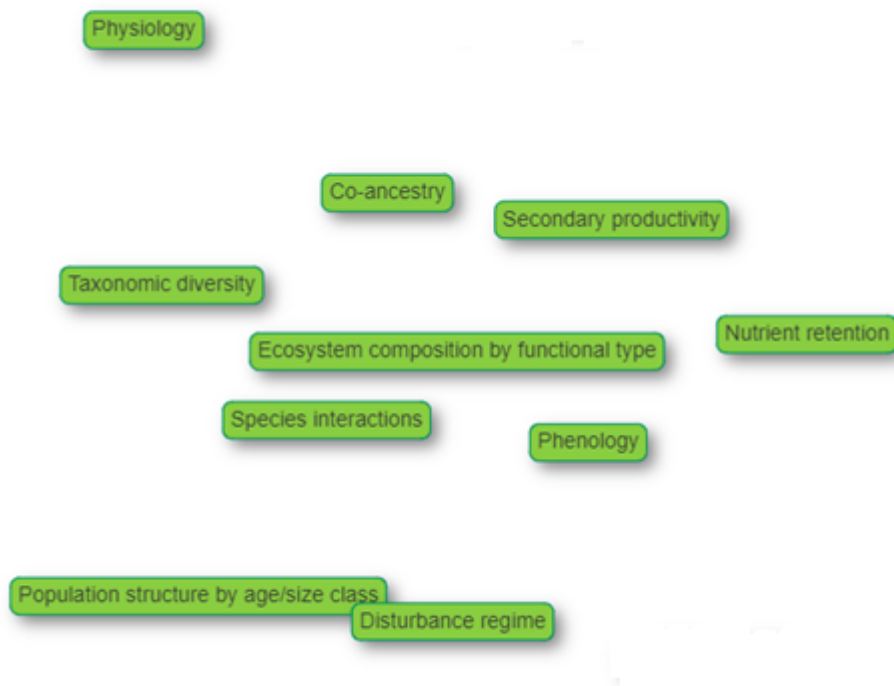 Physiology
Co-ancestry
Secondary productivity
Taxonomic diversity
Nutrient retention
Ecosystem composition by functional type
Species interactions
Phenology
Population structure by age/size class
Disturbance regime